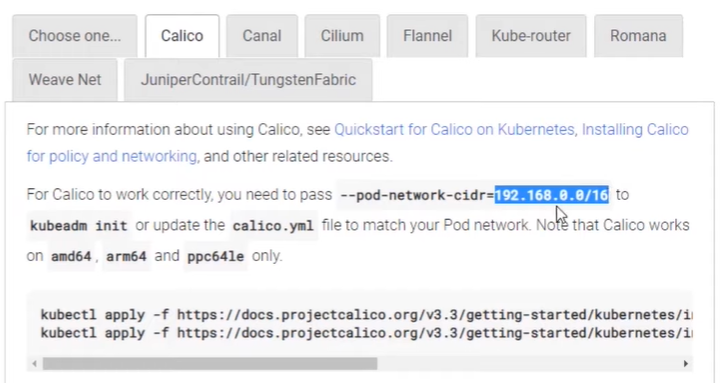 Choose one... Calico Canal Cilium Flannel Kube-router Romana
Weave Net JuniperContrail/TungstenFabric
For more information about using Calico, see Quickstart for Calico on Kubernetes, Installing Calico
for policy and networking, and other related resources.
For Calico to work correctly, you need to pass --pod-network-cidr=192.168.0.0/16 to
kubeadm init or update the calico.yml file to match your Pod network. Note that Calico works
on amd64, arm64 and ppc64le only.
kubectl apply -f https://docs.projectcalico.org/v3.3/getting-started/kubernetes/
kubectl apply -f https://docs.projectcalico.org/v3.3/getting-started/kubernetes/